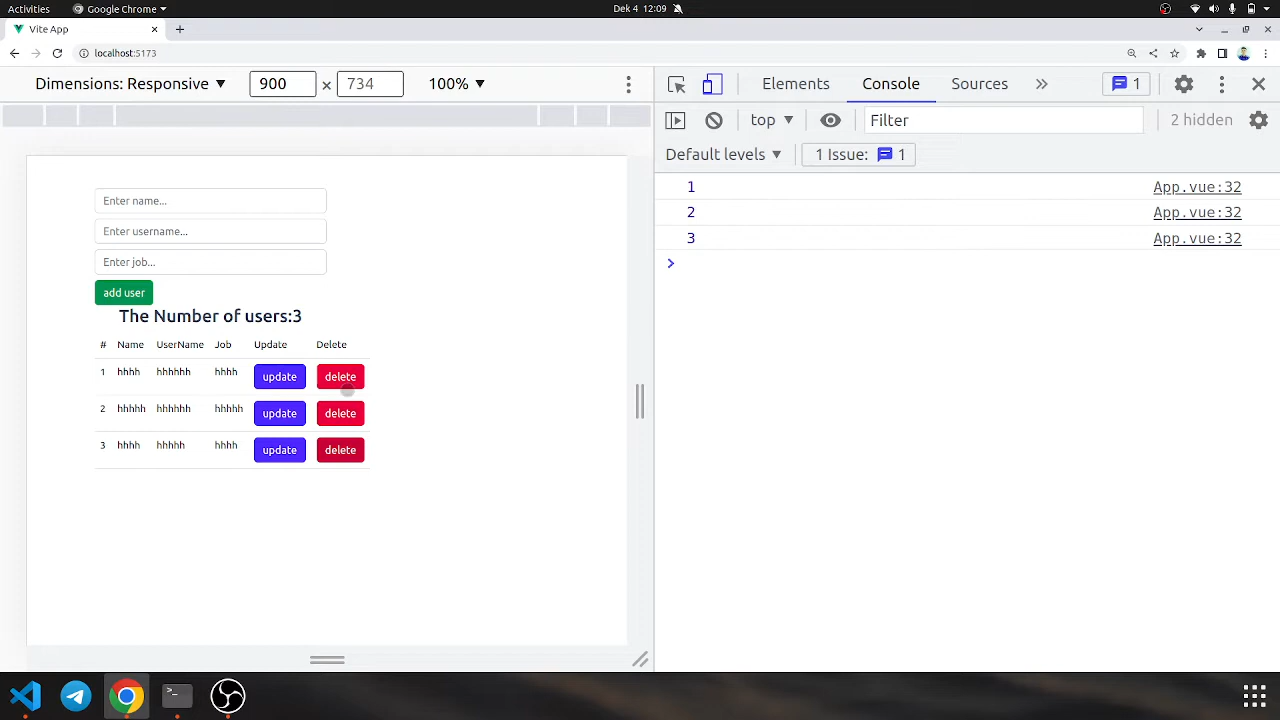 Activities
Google Chrome
Dek 4 12:09
Vite App
localhost:5173
Dimensions: Responsive
900 × 734
100%
Elements
Console
Sources
1
top
Filter
2 hidden
Default levels
1 Issue: 1
1 App.vue:32
2 App.vue:32
3 App.vue:32
Enter name...
Enter username...
Enter job...
add user
The Number of users:3
# Name UserName Job Update Delete
1 hhhh hhhhhh hhhh update delete
2 hhhhh hhhhhh hhhhh update delete
3 hhhh hhhhh hhhh update delete